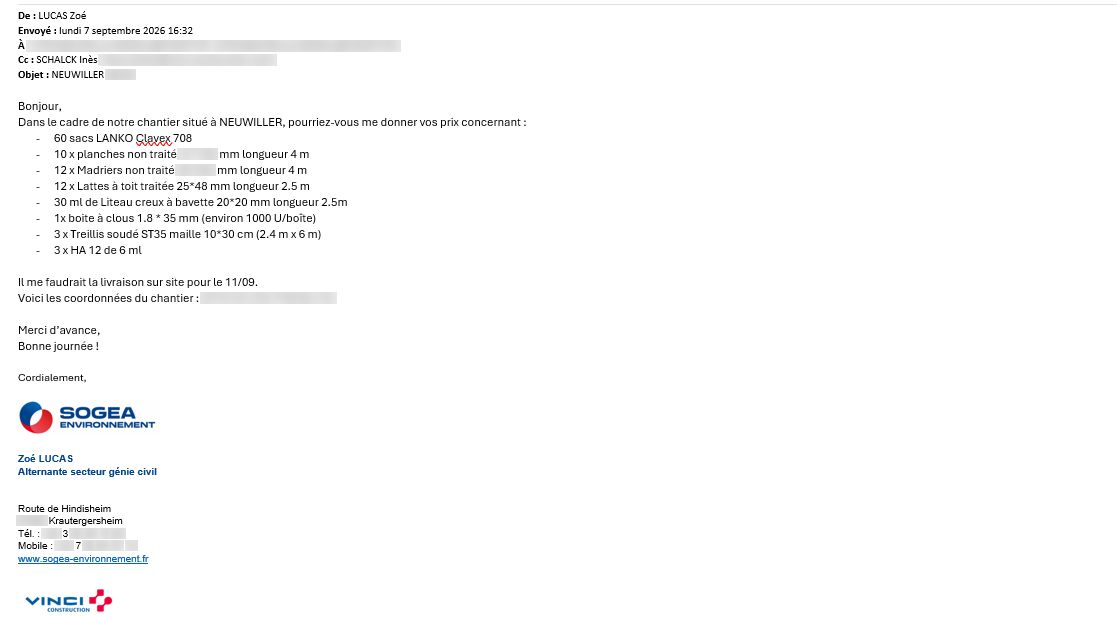 De : LUCAS Zoé
Envoyé : lundi 7 septembre 2026 16:32
À
Cc : SCHALCK Inès
Objet : NEUWILLER
Bonjour,
Dans le cadre de notre chantier situé à NEUWILLER, pourriez-vous me donner vos prix concernant :
- 60 sacs LANKO Clavex 708
- 10 x planches non traité mm longueur 4 m
- 12 x Madriers non traité mm longueur 4 m
- 12 x Lattes à toit traitée 25*48 mm longueur 2.5 m
- 30 ml de Liteau creux à bavette 20*20 mm longueur 2.5m
- 1x boite à clous 1.8 * 35 mm (environ 1000 U/boîte)
- 3 x Treillis soudé ST35 maille 10*30 cm (2.4 m x 6 m)
- 3 x HA 12 de 6 ml
Il me faudrait la livraison sur site pour le 11/09.
Voici les coordonnées du chantier :
Merci d'avance,
Bonne journée !
Cordialement,
SOGEA
ENVIRONNEMENT
Zoé LUCAS
Alternante secteur génie civil
Route de Hindisheim
Krautergersheim
Tél. : 3
Mobile : 7
www.sogea-environnement.fr
VINCI
CONSTRUCTION